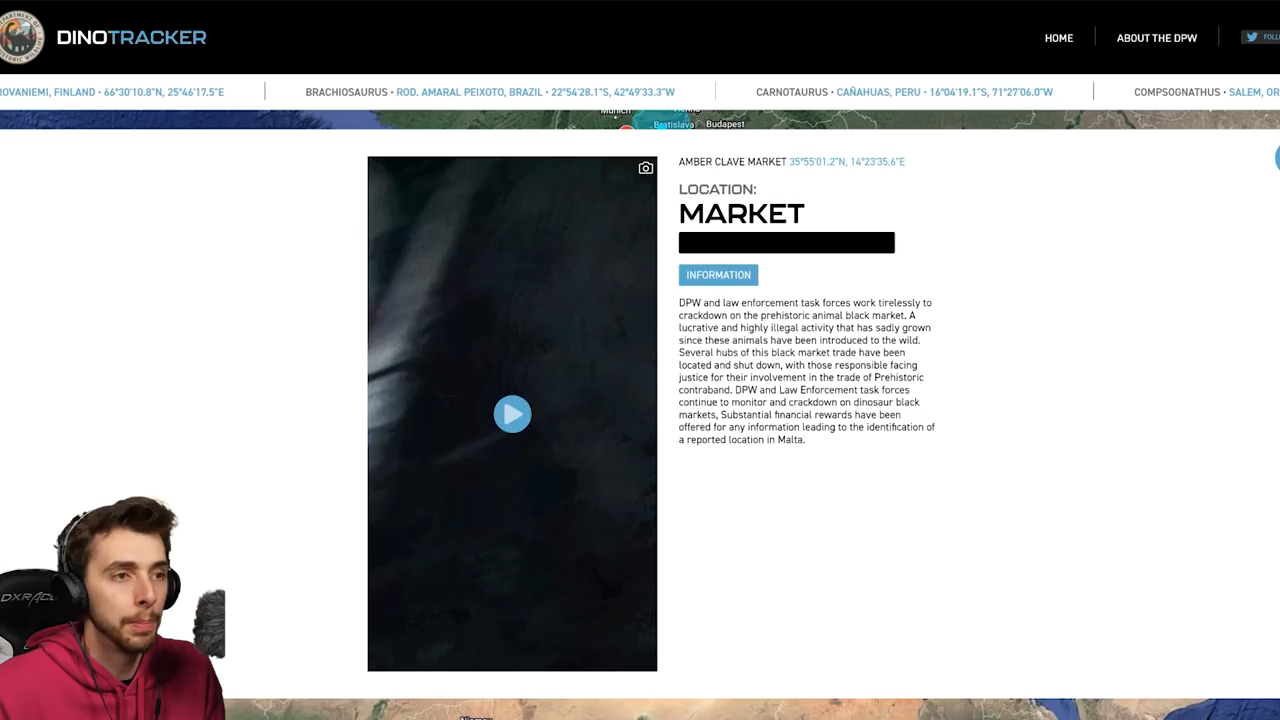 DINOTRACKER
HOME
ABOUT THE DPW
ROVANIEMI, FINLAND • 66°30'10.8"N, 25°46'17.5"E
BRACHIOSAURUS • ROD. AMARAL PEIXOTO, BRAZIL • 22°54'28.1"S, 42°49'33.3"W
CARNOTAURUS • CAÑAHUAS, PERU • 16°04'19.1"S, 71°27'06.0"W
COMPSOGNATHUS • SALEM, OR
Munich
Bratislava
Budapest
AMBER CLAVE MARKET 35°55'01.2"N, 14°23'35.6"E
LOCATION:
MARKET
INFORMATION
DPW and law enforcement task forces work tirelessly to
crackdown on the prehistoric animal black market. A
lucrative and highly illegal activity that has sadly grown
since these animals have been introduced to the wild.
Several hubs of this black market trade have been
located and shut down, with those responsible facing
justice for their involvement in the trade of Prehistoric
contraband. DPW and Law Enforcement task forces
continue to monitor and crackdown on dinosaur black
markets, Substantial financial rewards have been
offered for any information leading to the identification of
a reported location in Malta.